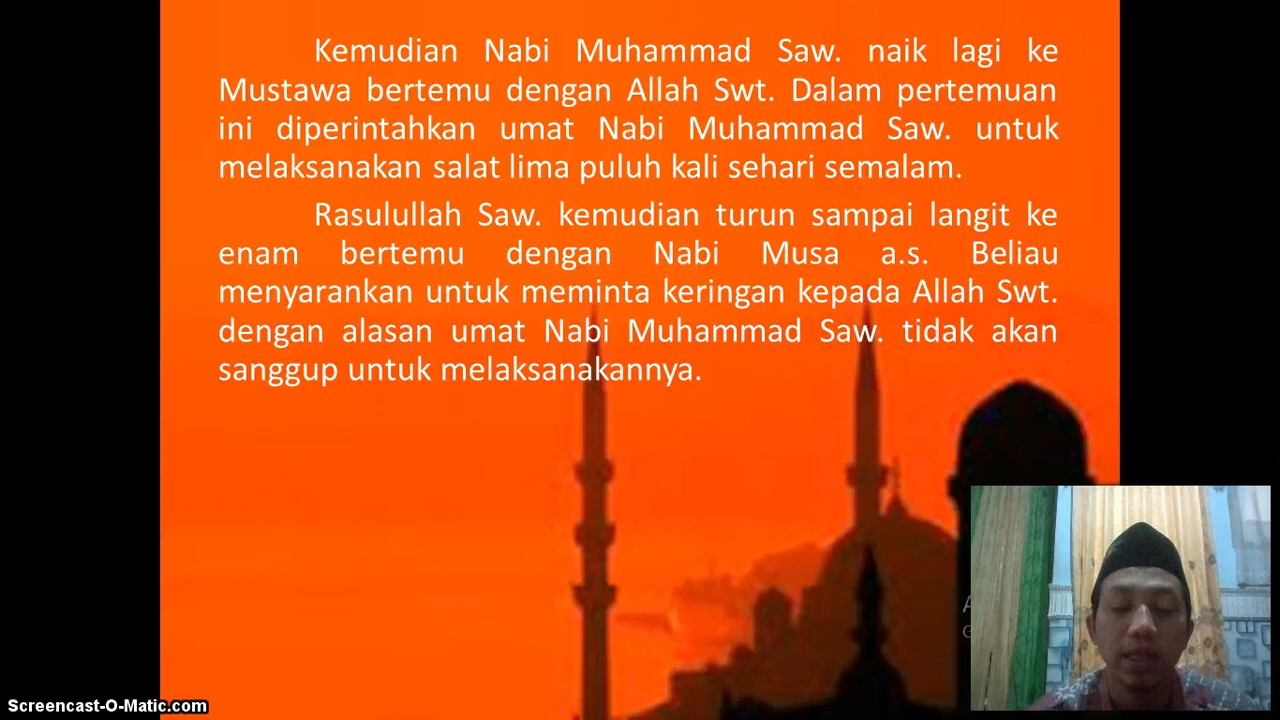 Kemudian Nabi Muhammad Saw. naik lagi ke
Mustawa bertemu dengan Allah Swt. Dalam pertemuan
ini diperintahkan umat Nabi Muhammad Saw. untuk
melaksanakan salat lima puluh kali sehari semalam.
Rasulullah Saw. kemudian turun sampai langit ke
enam bertemu dengan Nabi Musa a.s. Beliau
menyarankan untuk meminta keringan kepada Allah Swt.
dengan alasan umat Nabi Muhammad Saw. tidak akan
sanggup untuk melaksanakannya.
Screencast-O-Matic.com